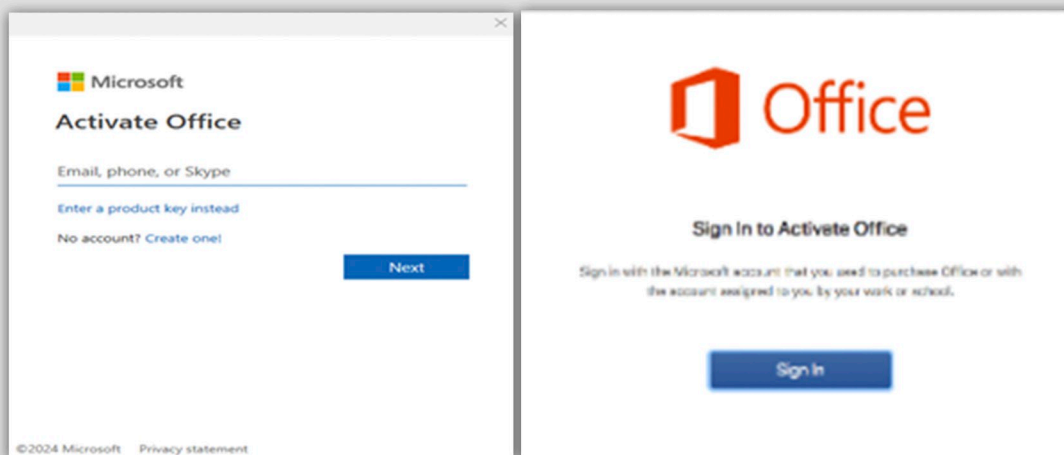 Microsoft
Activate Office
Email, phone, or Skype
Enter a product key instead
No account? Create one!
Next
©2024 Microsoft Privacy statement
Office
Sign In to Activate Office
Sign in with the Microsoft account that you used to purchase Office or with
the account assigned to you by your work or school.
Sign In